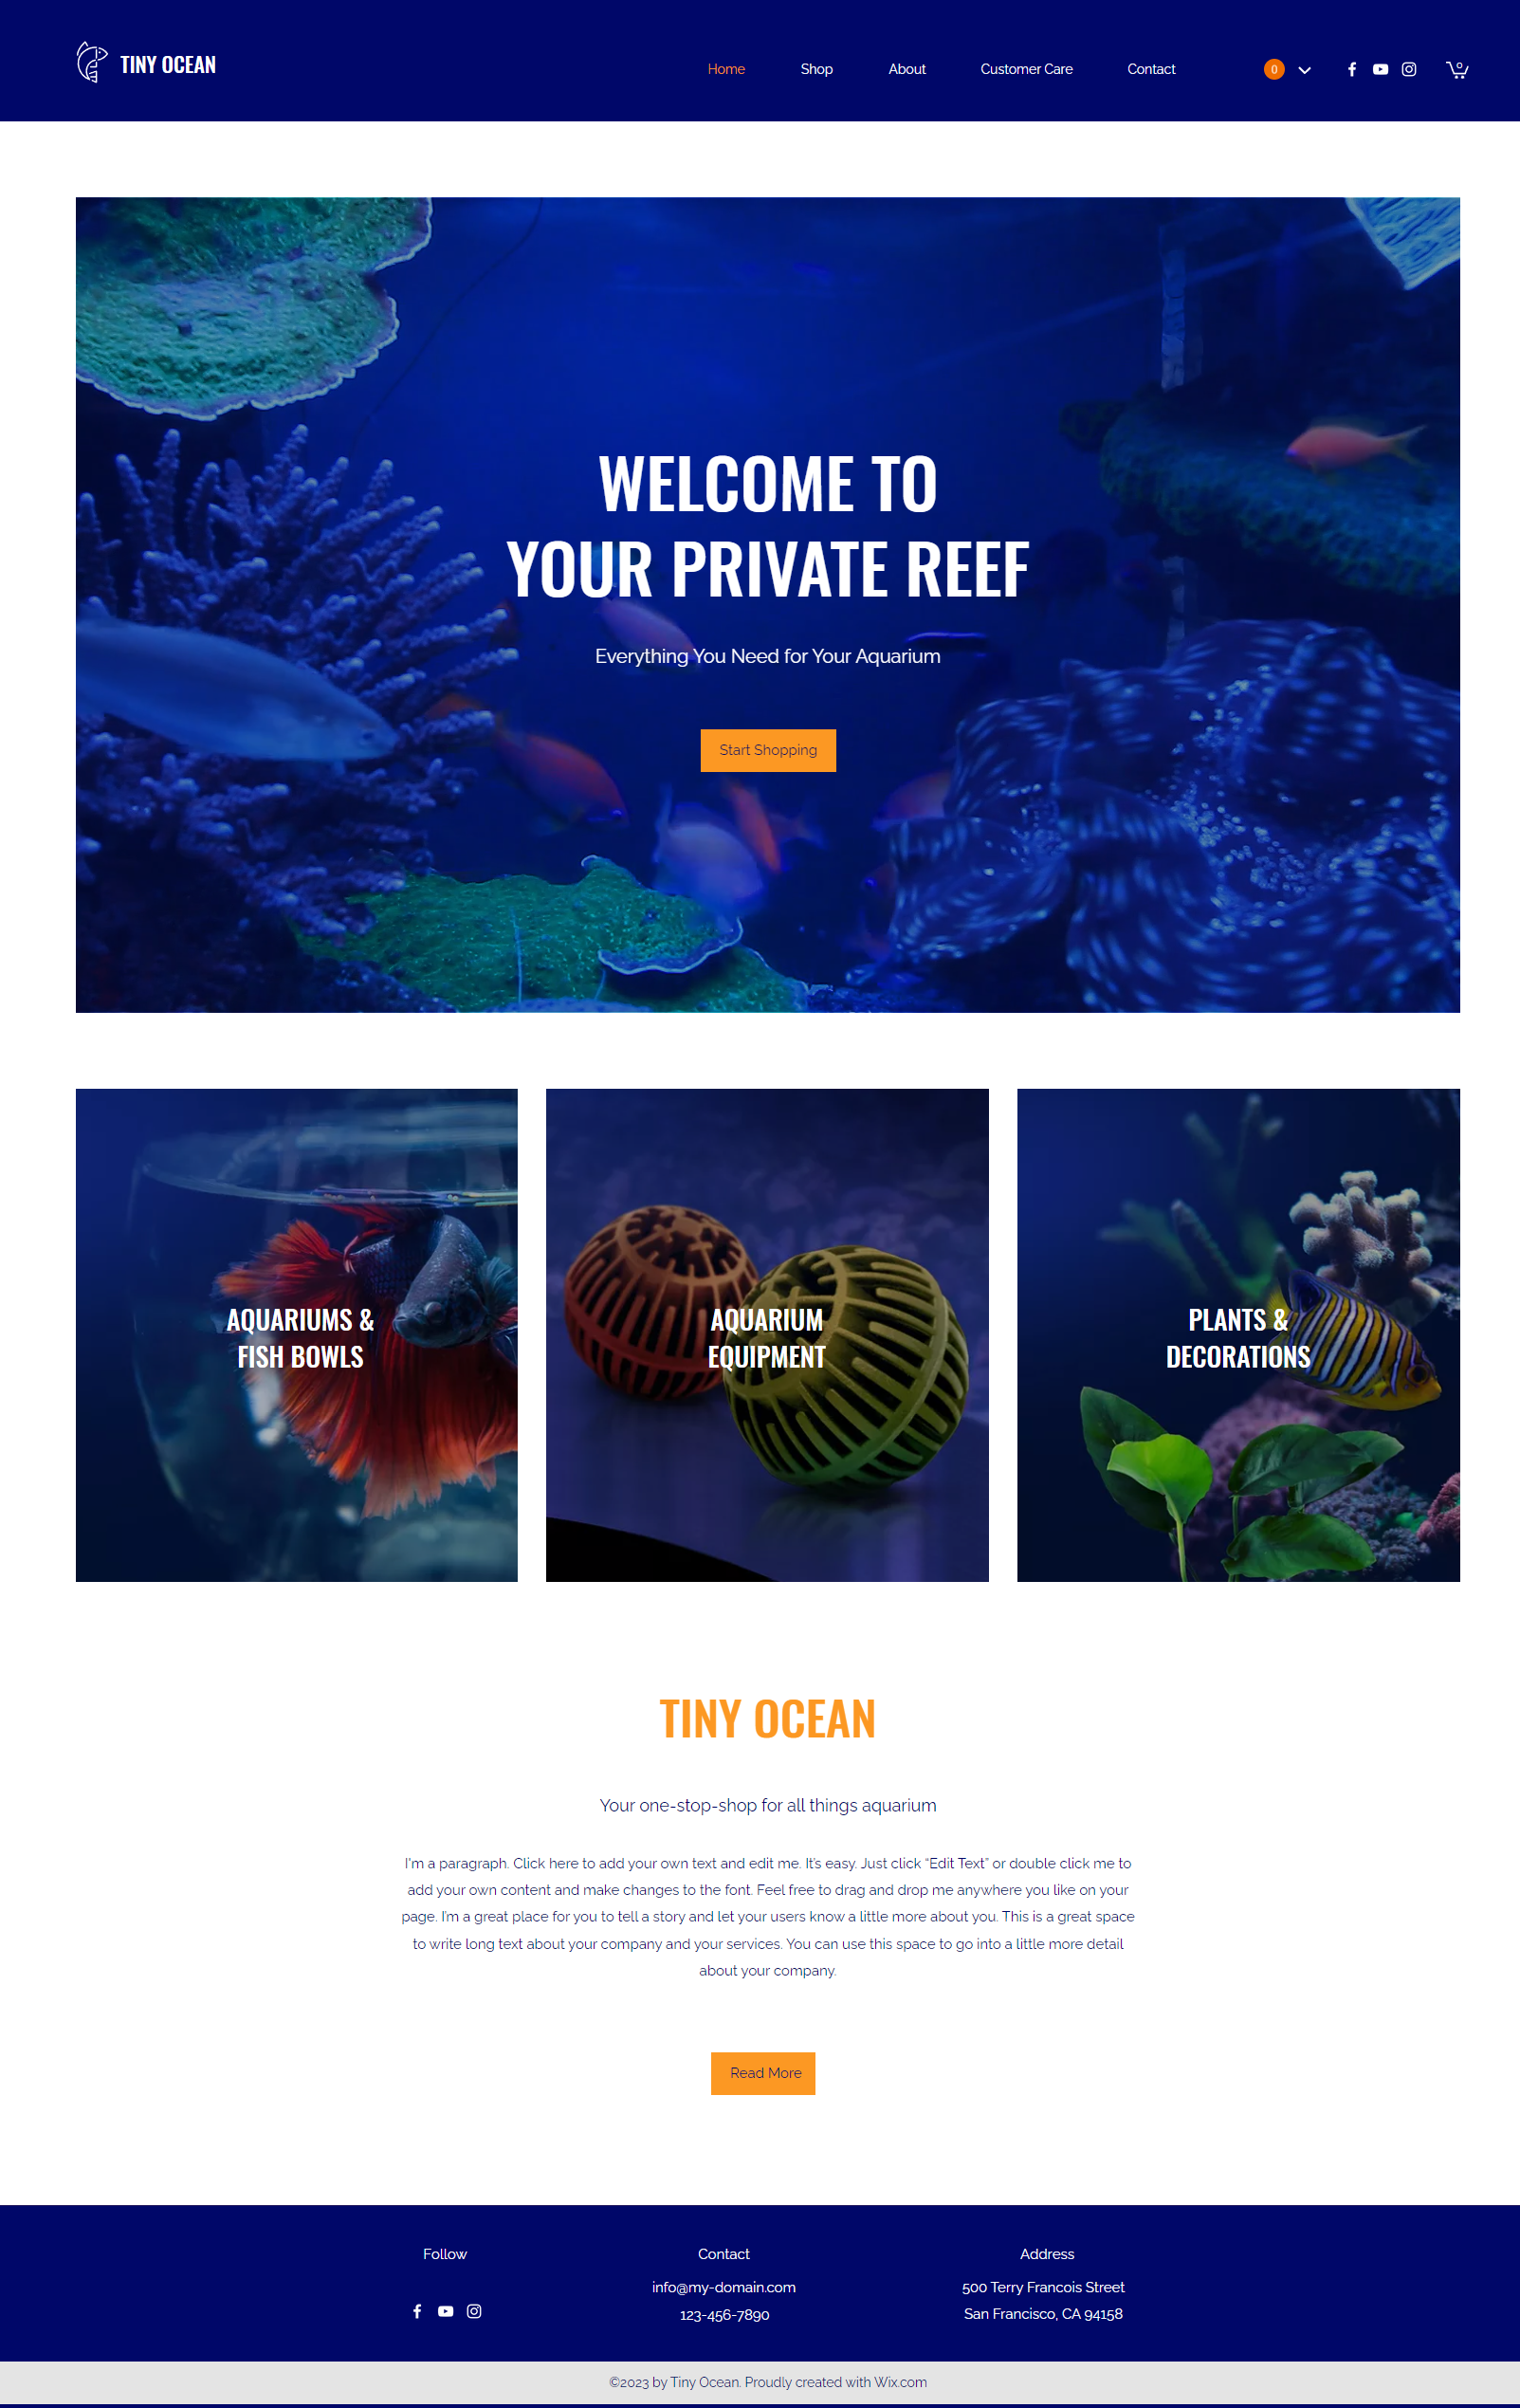 TINY OCEAN
Home
Shop
About
Customer Care
Contact
0
0
WELCOME TO
YOUR PRIVATE REEF
Everything You Need for Your Aquarium
Start Shopping
AQUARIUMS &
FISH BOWLS
AQUARIUM
EQUIPMENT
PLANTS &
DECORATIONS
TINY OCEAN
Your one-stop-shop for all things aquarium
I'm a paragraph. Click here to add your own text and edit me. It's easy. Just click “Edit Text” or double click me to
add your own content and make changes to the font. Feel free to drag and drop me anywhere you like on your
page. I'm a great place for you to tell a story and let your users know a little more about you. This is a great space
to write long text about your company and your services. You can use this space to go into a little more detail
about your company.
Read More
Follow
Contact
info@my-domain.com
123-456-7890
Address
500 Terry Francois Street
San Francisco, CA 94158
©2023 by Tiny Ocean. Proudly created with Wix.com